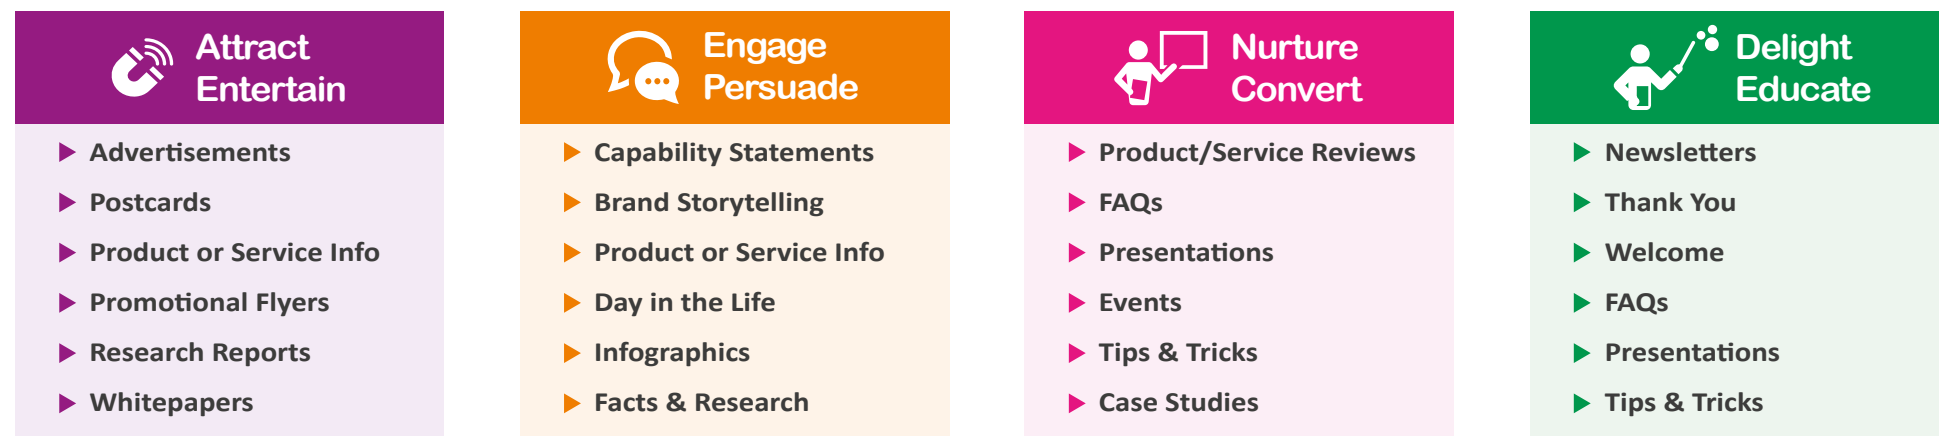 Attract
Entertain
Advertisements
Postcards
Product or Service Info
Promotional Flyers
Research Reports
Whitepapers
Engage
Persuade
Capability Statements
Brand Storytelling
Product or Service Info
Day in the Life
Infographics
Facts & Research
Nurture
Convert
Product/Service Reviews
FAQs
Presentations
Events
Tips & Tricks
Case Studies
Delight
Educate
Newsletters
Thank You
Welcome
FAQs
Presentations
Tips & Tricks